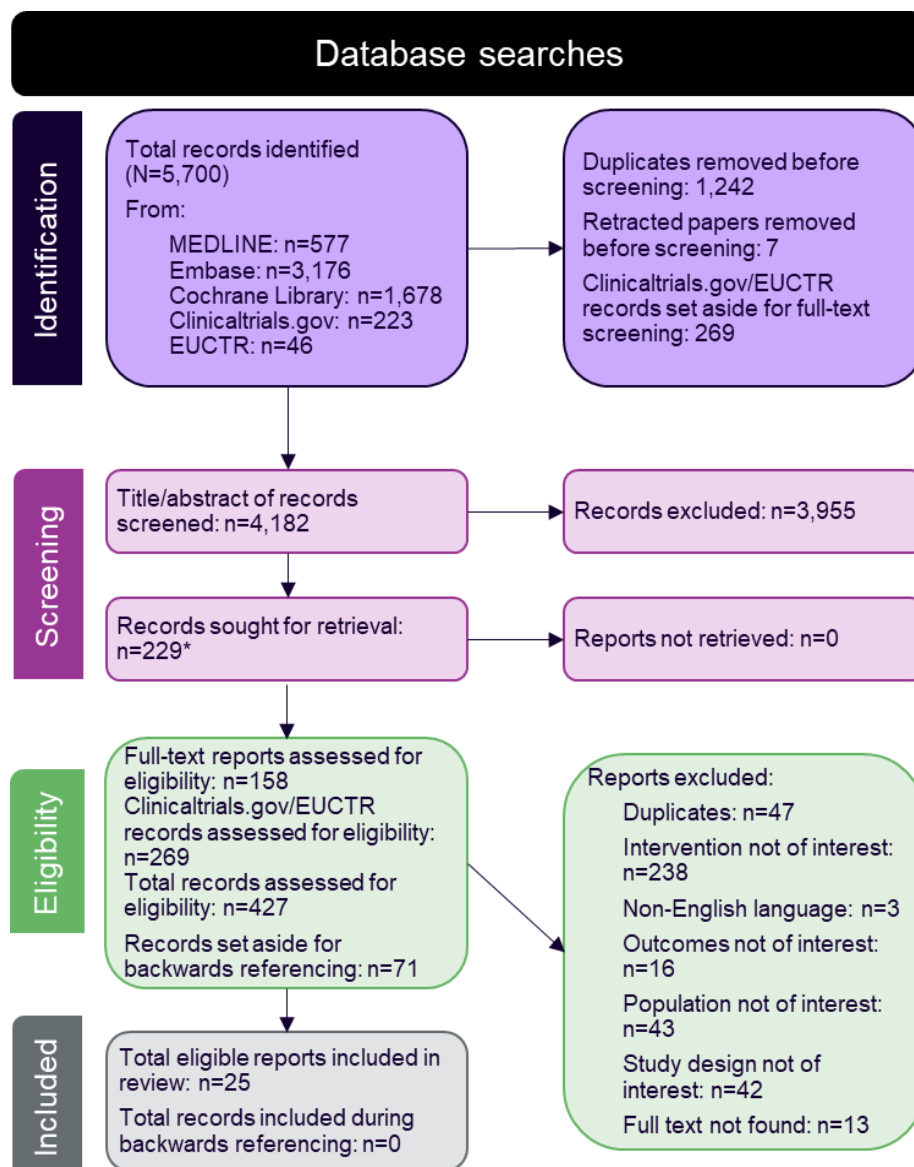 Database searches
Identification
Total records identified
(N=5,700)
From:
MEDLINE: n=577
Embase: n=3,176
Cochrane Library: n=1,678
Clinicaltrials.gov: n=223
EUCTR: n=46
Duplicates removed before
screening: 1,242
Retracted papers removed
before screening: 7
Clinicaltrials.gov/EUCTR
records set aside for full-text
screening: 269
Screening
Title/abstract of records
screened: n=4,182
Records excluded: n=3,955
Records sought for retrieval:
n=229*
Reports not retrieved: n=0
Eligibility
Full-text reports assessed for
eligibility: n=158
Clinicaltrials.gov/EUCTR
records assessed for eligibility:
n=269
Total records assessed for
eligibility: n=427
Records set aside for
backwards referencing: n=71
Reports excluded:
Duplicates: n=47
Intervention not of interest:
n=238
Non-English language: n=3
Outcomes not of interest:
n=16
Population not of interest:
n=43
Study design not of
interest: n=42
Full text not found: n=13
Included
Total eligible reports included in
review: n=25
Total records included during
backwards referencing: n=0